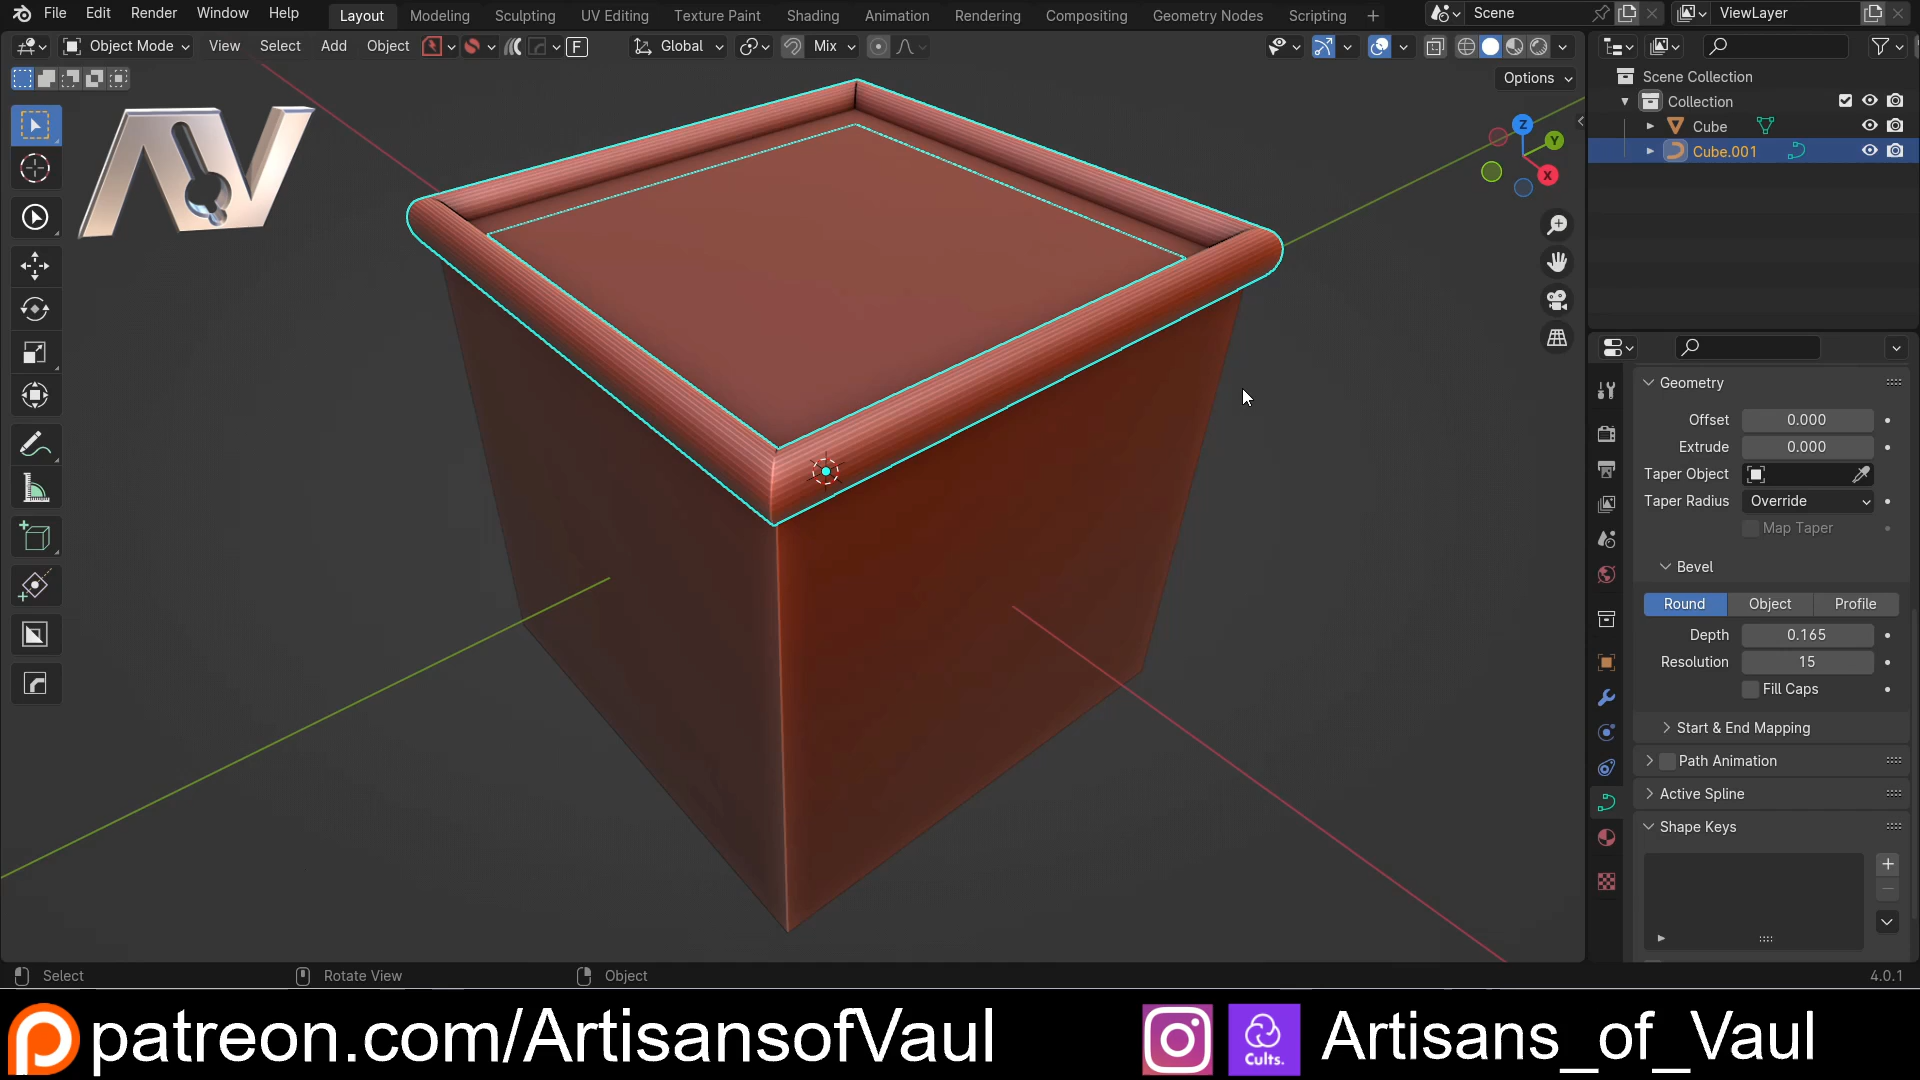 File Edit Render Window Help Layout Modeling Sculpting UV Editing Texture Paint Shading Animation Rendering Compositing Geometry Nodes Scripting + Scene ViewLayer
Object Mode View Select Add Object F Global Mix
Options
Scene Collection
Collection
Cube
Cube.001
Z
Y
X
AV
Geometry
Offset 0.000
Extrude 0.000
Taper Object
Taper Radius Override
Map Taper
Bevel
Round Object Profile
Depth 0.165
Resolution 15
Fill Caps
Start & End Mapping
Path Animation
Active Spline
Shape Keys
Select Rotate View Object 4.0.1
patreon.com/ArtisansofVaul Cults. Artisans_of_Vaul